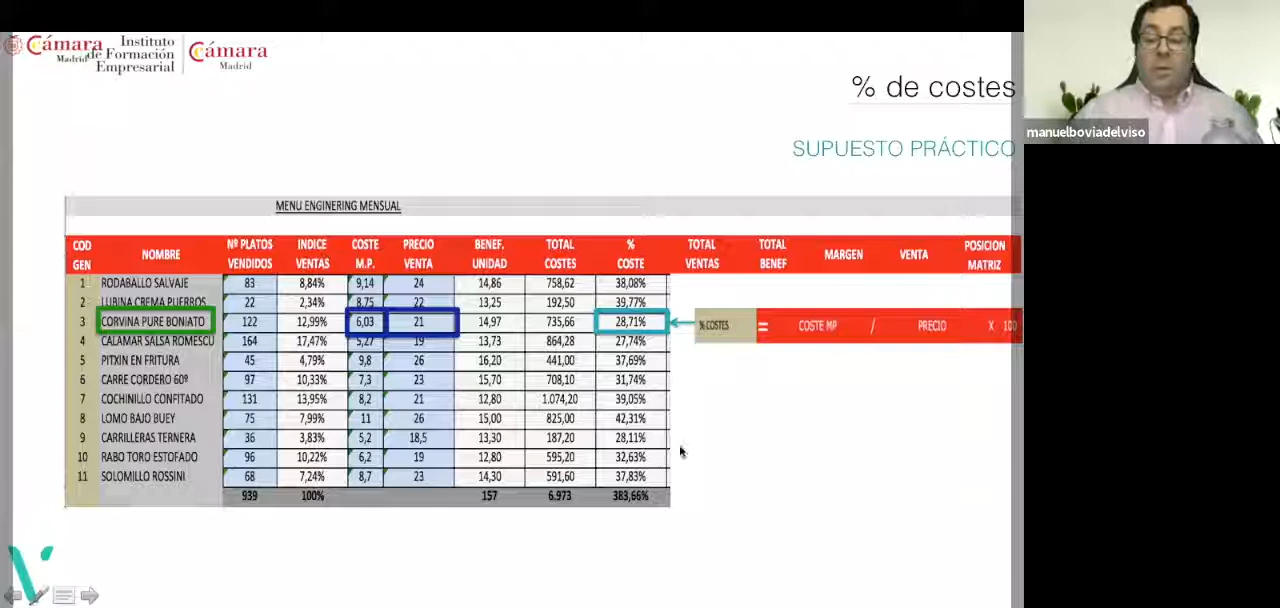 Cámara
Madrid
Instituto
de Formación
Empresarial
Cámara
Madrid
% de costes
SUPUESTO PRÁCTICO
manuelboviadelviso
MENU ENGINERING MENSUAL
COD GEN NOMBRE Nº PLATOS VENDIDOS INDICE VENTAS COSTE M.P. PRECIO VENTA BENEF. UNIDAD TOTAL COSTES % COSTE TOTAL VENTAS TOTAL BENEF MARGEN VENTA POSICION MATRIZ
1 RODABALLO SALVAJE 83 8,84% 9,14 24 14,86 758,62 38,08%
2 LUBINA CREMA PUERROS 22 2,34% 8,75 22 13,25 192,50 39,77%
3 CORVINA PURE BONIATO 122 12,99% 6,03 21 14,97 735,66 28,71%
% COSTES = COSTE MP / PRECIO X 100
4 CALAMAR SALSA ROMESCU 164 17,47% 5,27 19 13,73 864,28 27,74%
5 PITXIN EN FRITURA 45 4,79% 9,8 26 16,20 441,00 37,69%
6 CARRE CORDERO 60º 97 10,33% 7,3 23 15,70 708,10 31,74%
7 COCHINILLO CONFITADO 131 13,95% 8,2 21 12,80 1.074,20 39,05%
8 LOMO BAJO BUEY 75 7,99% 11 26 15,00 825,00 42,31%
9 CARRILLERAS TERNERA 36 3,83% 5,2 18,5 13,30 187,20 28,11%
10 RABO TORO ESTOFADO 96 10,22% 6,2 19 12,80 595,20 32,63%
11 SOLOMILLO ROSSINI 68 7,24% 8,7 23 14,30 591,60 37,83%
939 100% 157 6.973 383,66%